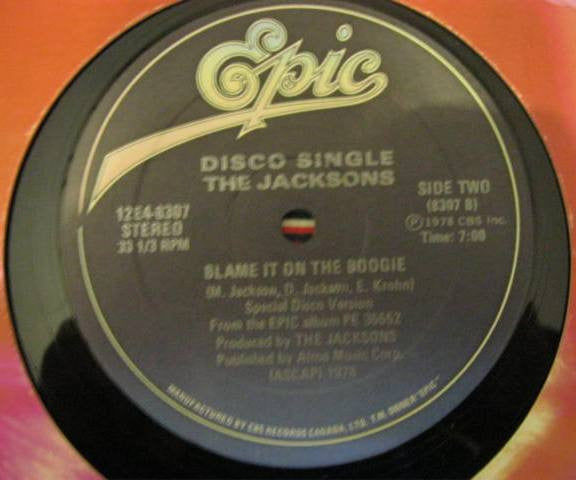 Epic
DISCO SINGLE
THE JACKSONS
12E4-8307
STEREO
33 1/3 RPM
SIDE TWO
(8307 B)
Ⓟ1978 CBS Inc.
Time: 7:00
BLAME IT ON THE BOOGIE
(M. Jackson, D. Jackson, E. Krohn)
Special Disco Version
From the EPIC album PE 35552
Produced by THE JACKSONS
Published by Almo Music Corp.
(ASCAP) 1978
MANUFACTURED BY CBS RECORDS CANADA, LTD. T.M. OWNER "EPIC"